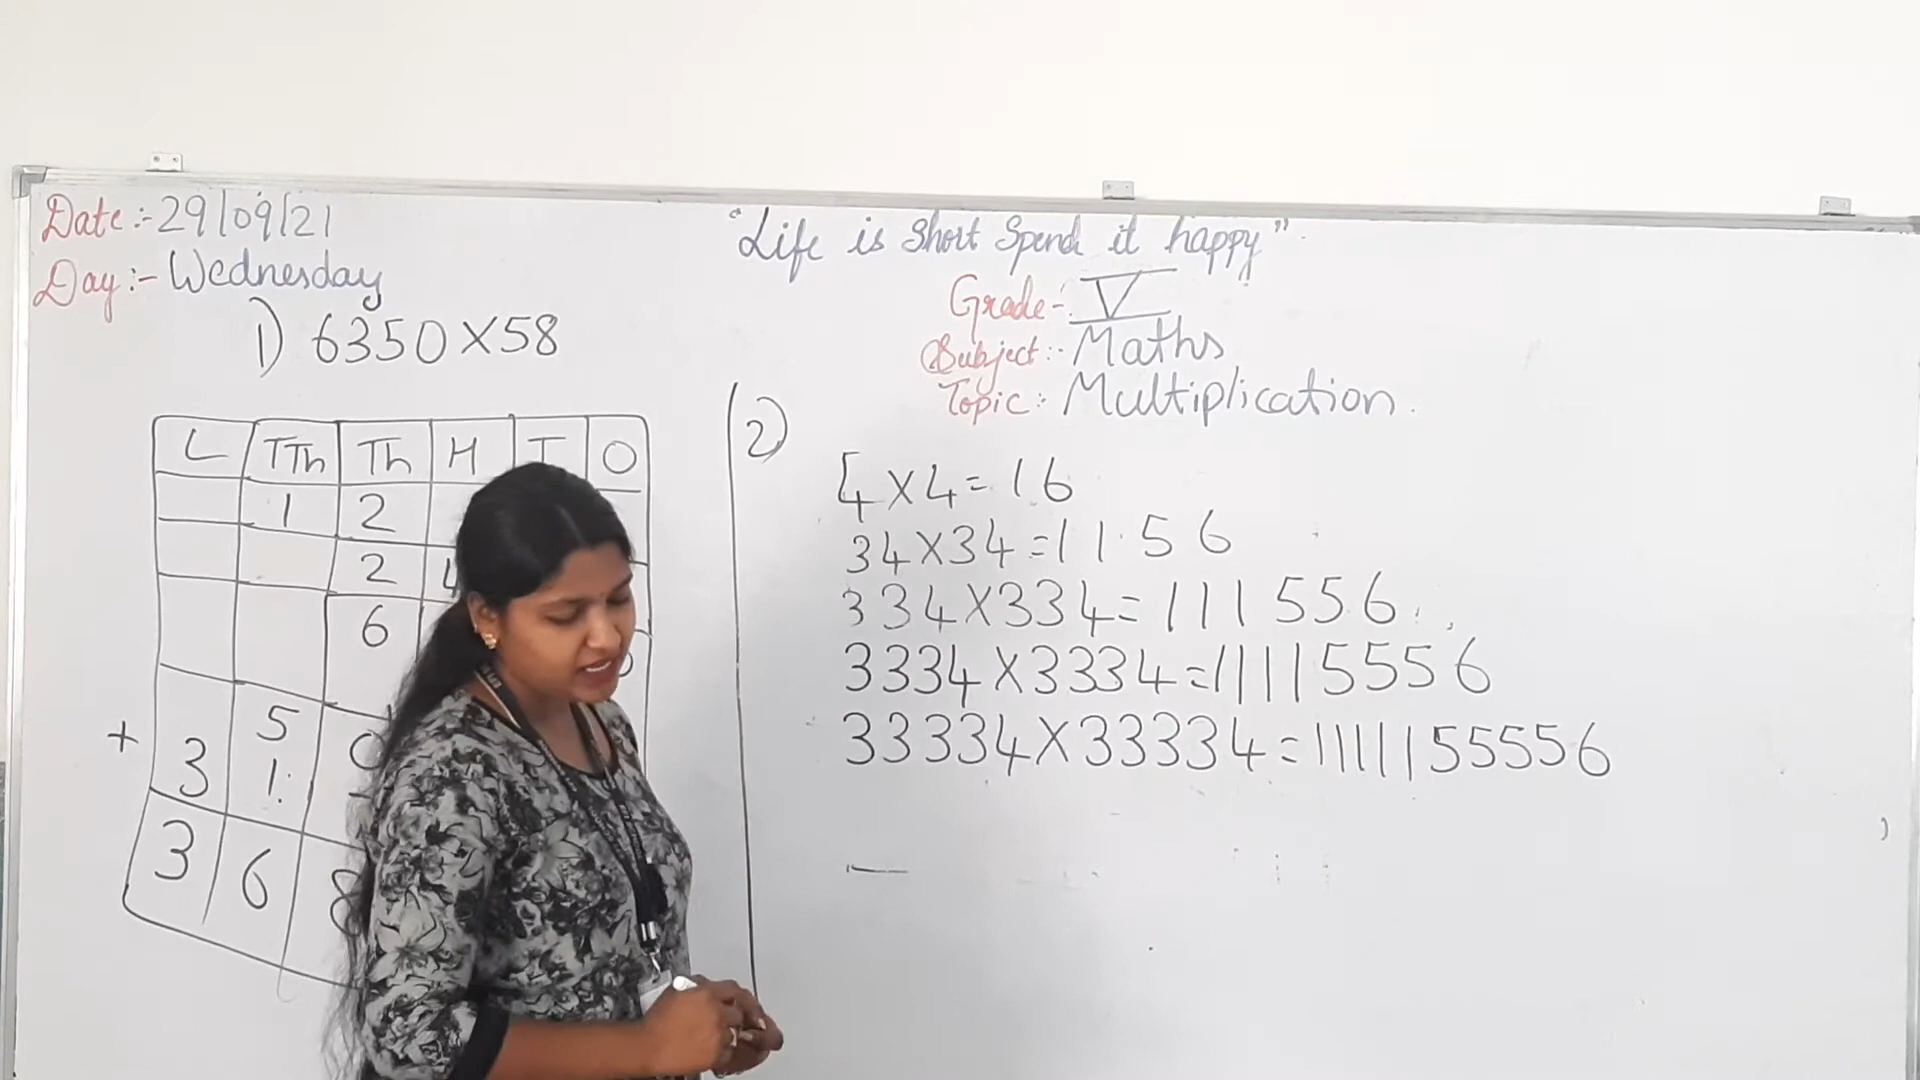 Date:- 29/09/21
Day:- Wednesday
"Life is short spend it happy"
Grade- V
Subject:- Maths
Topic:- Multiplication.
1) 6350 X 58
L TTh Th H T O
1 2
2
6
5
+ 3 1
3 6 8
2)
4 X 4 = 16
34 X 34 = 1156
334 X 334 = 111556
3334 X 3334 = 11115556
33334 X 33334 = 1111155556